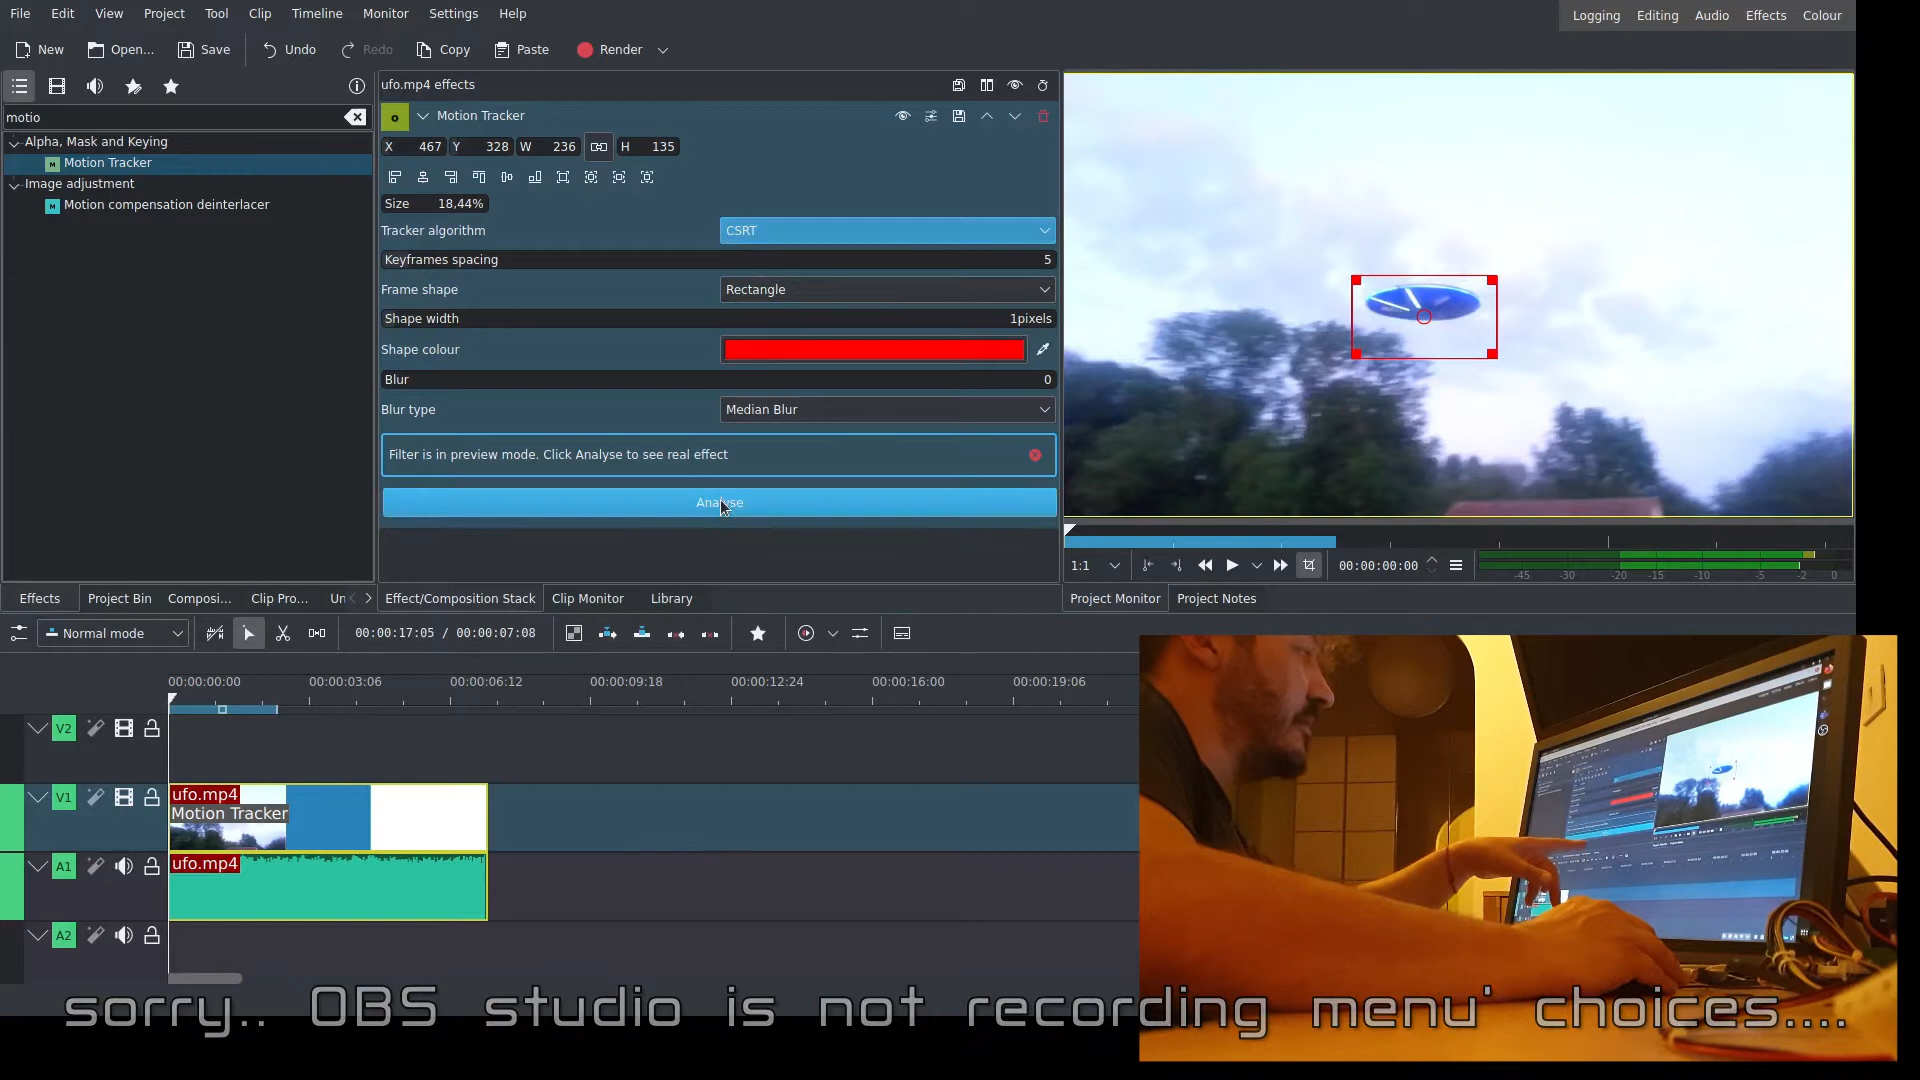 File Edit View Project Tool Clip Timeline Monitor Settings Help
Logging Editing Audio Effects Colour
New Open... Save Undo Redo Copy Paste Render
ufo.mp4 effects
motio
Motion Tracker
Alpha, Mask and Keying
X 467 Y 328 W 236 H 135
Motion Tracker
Image adjustment
Motion compensation deinterlacer
Size 18,44%
Tracker algorithm CSRT
Keyframes spacing 5
Frame shape Rectangle
Shape width 1pixels
Shape colour
Blur 0
Blur type Median Blur
Filter is in preview mode. Click Analyse to see real effect
Analyse
1:1 00:00:00:00 -45 -30 -20 -15 -10 -5 -2 0
Effects Project Bin Composi... Clip Pro... Un Effect/Composition Stack Clip Monitor Library Project Monitor Project Notes
Normal mode 00:00:17:05 / 00:00:07:08
00:00:00:00 00:00:03:06 00:00:06:12 00:00:09:18 00:00:12:24 00:00:16:00 00:00:19:06
V2
V1 ufo.mp4
Motion Tracker
A1 ufo.mp4
A2
sorry.. OBS studio is not recording menu' choices....